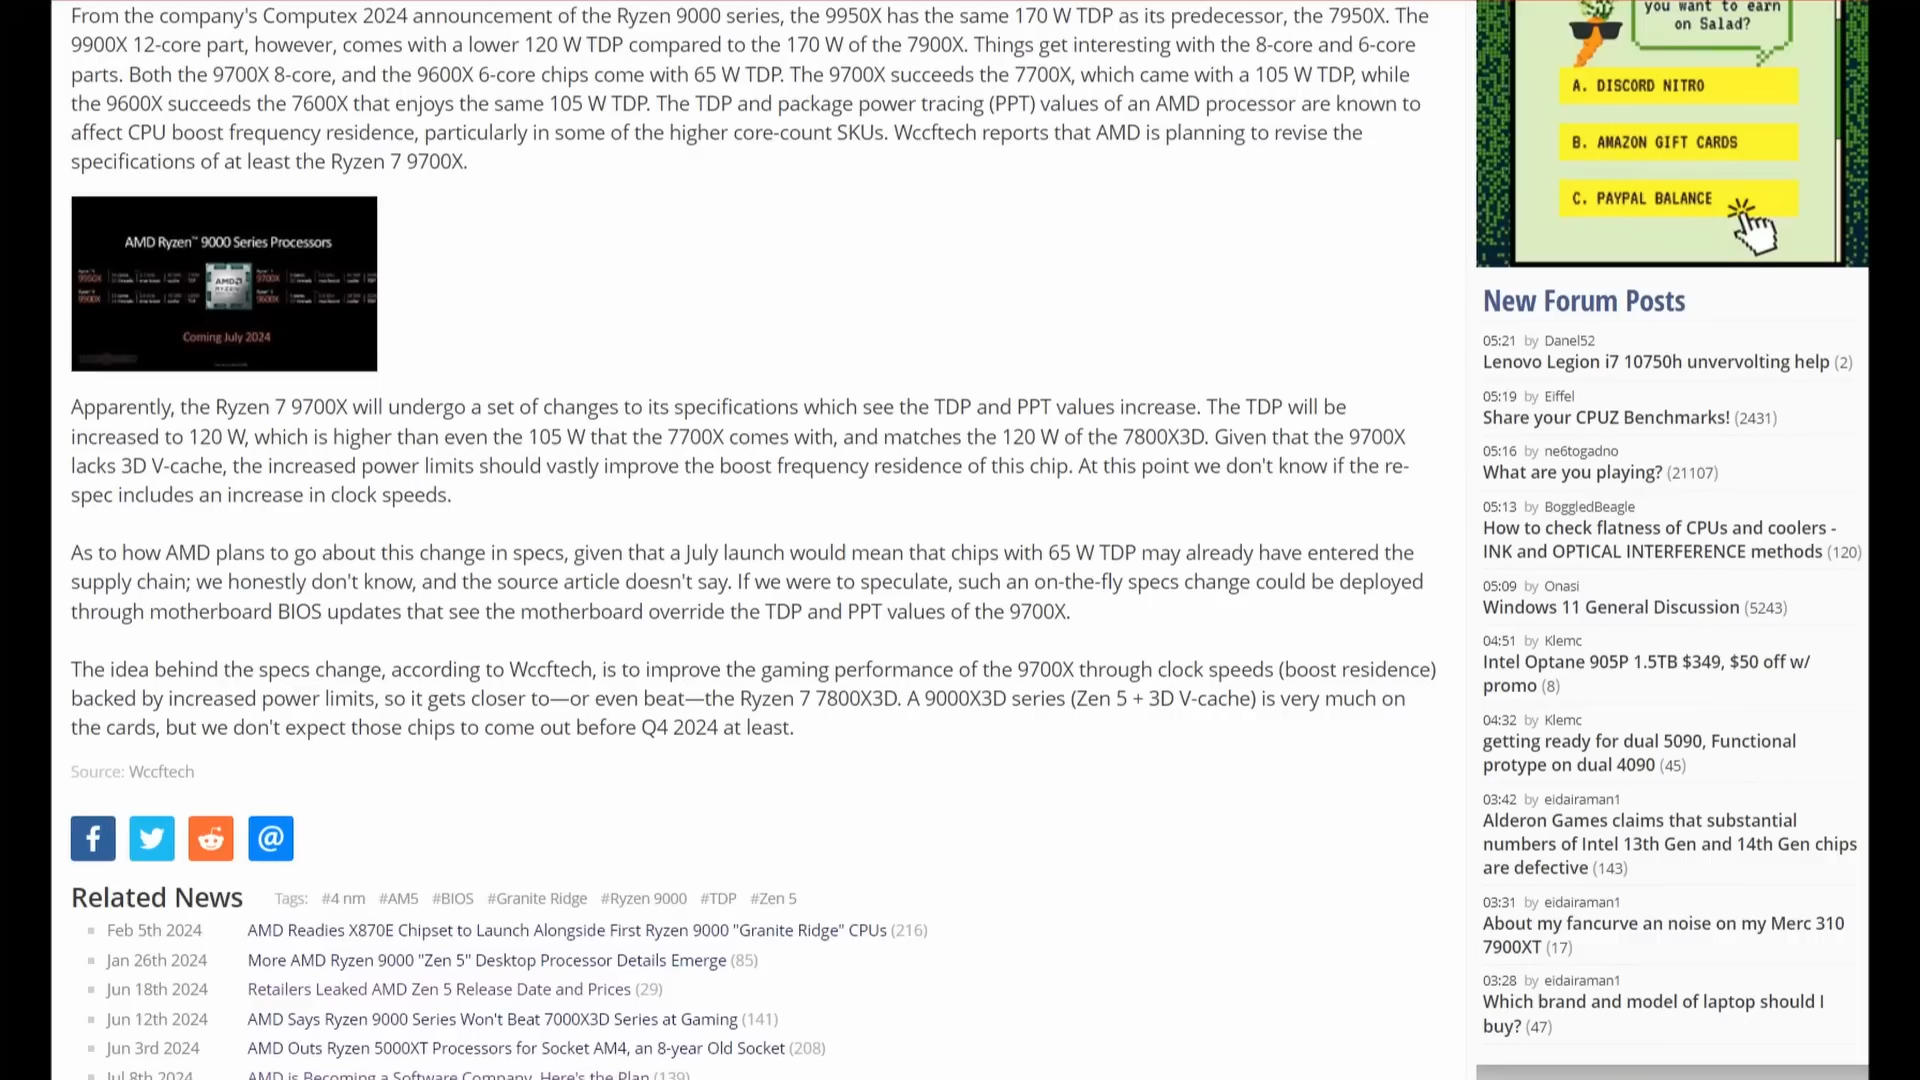 From the company's Computex 2024 announcement of the Ryzen 9000 series, the 9950X has the same 170 W TDP as its predecessor, the 7950X. The
9900X 12-core part, however, comes with a lower 120 W TDP compared to the 170 W of the 7900X. Things get interesting with the 8-core and 6-core
parts. Both the 9700X 8-core, and the 9600X 6-core chips come with 65 W TDP. The 9700X succeeds the 7700X, which came with a 105 W TDP, while
the 9600X succeeds the 7600X that enjoys the same 105 W TDP. The TDP and package power tracing (PPT) values of an AMD processor are known to
affect CPU boost frequency residence, particularly in some of the higher core-count SKUs. Wccftech reports that AMD is planning to revise the
specifications of at least the Ryzen 7 9700X.
AMD Ryzen™ 9000 Series Processors
9950X
9900X
AMD
RYZEN
9700X
9600X
Coming July 2024
Apparently, the Ryzen 7 9700X will undergo a set of changes to its specifications which see the TDP and PPT values increase. The TDP will be
increased to 120 W, which is higher than even the 105 W that the 7700X comes with, and matches the 120 W of the 7800X3D. Given that the 9700X
lacks 3D V-cache, the increased power limits should vastly improve the boost frequency residence of this chip. At this point we don't know if the re-
spec includes an increase in clock speeds.
As to how AMD plans to go about this change in specs, given that a July launch would mean that chips with 65 W TDP may already have entered the
supply chain; we honestly don't know, and the source article doesn't say. If we were to speculate, such an on-the-fly specs change could be deployed
through motherboard BIOS updates that see the motherboard override the TDP and PPT values of the 9700X.
The idea behind the specs change, according to Wccftech, is to improve the gaming performance of the 9700X through clock speeds (boost residence)
backed by increased power limits, so it gets closer to—or even beat—the Ryzen 7 7800X3D. A 9000X3D series (Zen 5 + 3D V-cache) is very much on
the cards, but we don't expect those chips to come out before Q4 2024 at least.
Source: Wccftech
Related News Tags: #4 nm #AM5 #BIOS #Granite Ridge #Ryzen 9000 #TDP #Zen 5
Feb 5th 2024 AMD Readies X870E Chipset to Launch Alongside First Ryzen 9000 "Granite Ridge" CPUs (216)
Jan 26th 2024 More AMD Ryzen 9000 "Zen 5" Desktop Processor Details Emerge (85)
Jun 18th 2024 Retailers Leaked AMD Zen 5 Release Date and Prices (29)
Jun 12th 2024 AMD Says Ryzen 9000 Series Won't Beat 7000X3D Series at Gaming (141)
Jun 3rd 2024 AMD Outs Ryzen 5000XT Processors for Socket AM4, an 8-year Old Socket (208)
Jul 8th 2024 AMD is Becoming a Software Company. Here's the Plan (139)
you want to earn
on Salad?
A. DISCORD NITRO
B. AMAZON GIFT CARDS
C. PAYPAL BALANCE
New Forum Posts
05:21 by Danel52
Lenovo Legion i7 10750h unvervolting help (2)
05:19 by Eiffel
Share your CPUZ Benchmarks! (2431)
05:16 by ne6togadno
What are you playing? (21107)
05:13 by BoggledBeagle
How to check flatness of CPUs and coolers -
INK and OPTICAL INTERFERENCE methods (120)
05:09 by Onasi
Windows 11 General Discussion (5243)
04:51 by Klemc
Intel Optane 905P 1.5TB $349, $50 off w/
promo (8)
04:32 by Klemc
getting ready for dual 5090, Functional
protype on dual 4090 (45)
03:42 by eidairaman1
Alderon Games claims that substantial
numbers of Intel 13th Gen and 14th Gen chips
are defective (143)
03:31 by eidairaman1
About my fancurve an noise on my Merc 310
7900XT (17)
03:28 by eidairaman1
Which brand and model of laptop should I
buy? (47)